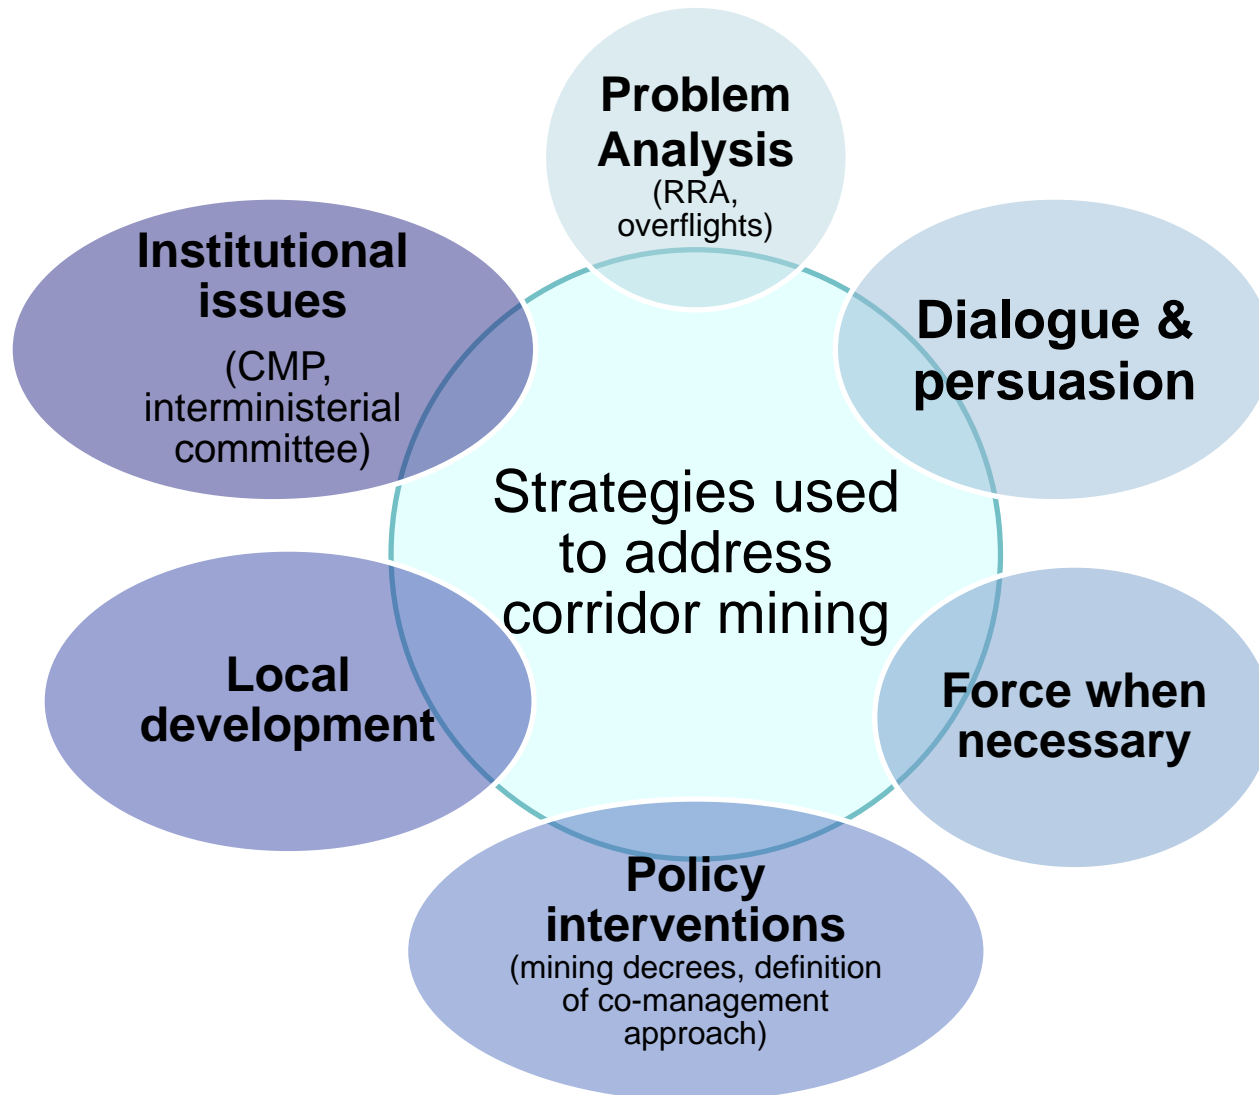 Problem
Analysis
(RRA,
overflights)
Dialogue &
persuasion
Force when
necessary
Policy
interventions
(mining decrees, definition
of co-management
approach)
Local
development
Institutional
issues
(CMP,
interministerial
committee)
Strategies used
to address
corridor mining